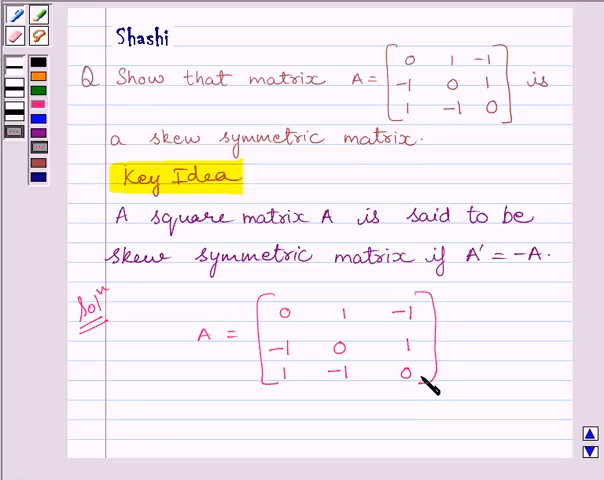 Shashi
Q Show that matrix A = [0 1 -1
-1 0 1
1 -1 0] is
a skew symmetric matrix.
Key Idea
A square matrix A is said to be
skew symmetric matrix if A' = -A.
Solⁿ
A = [0 1 -1
-1 0 1
1 -1 0]